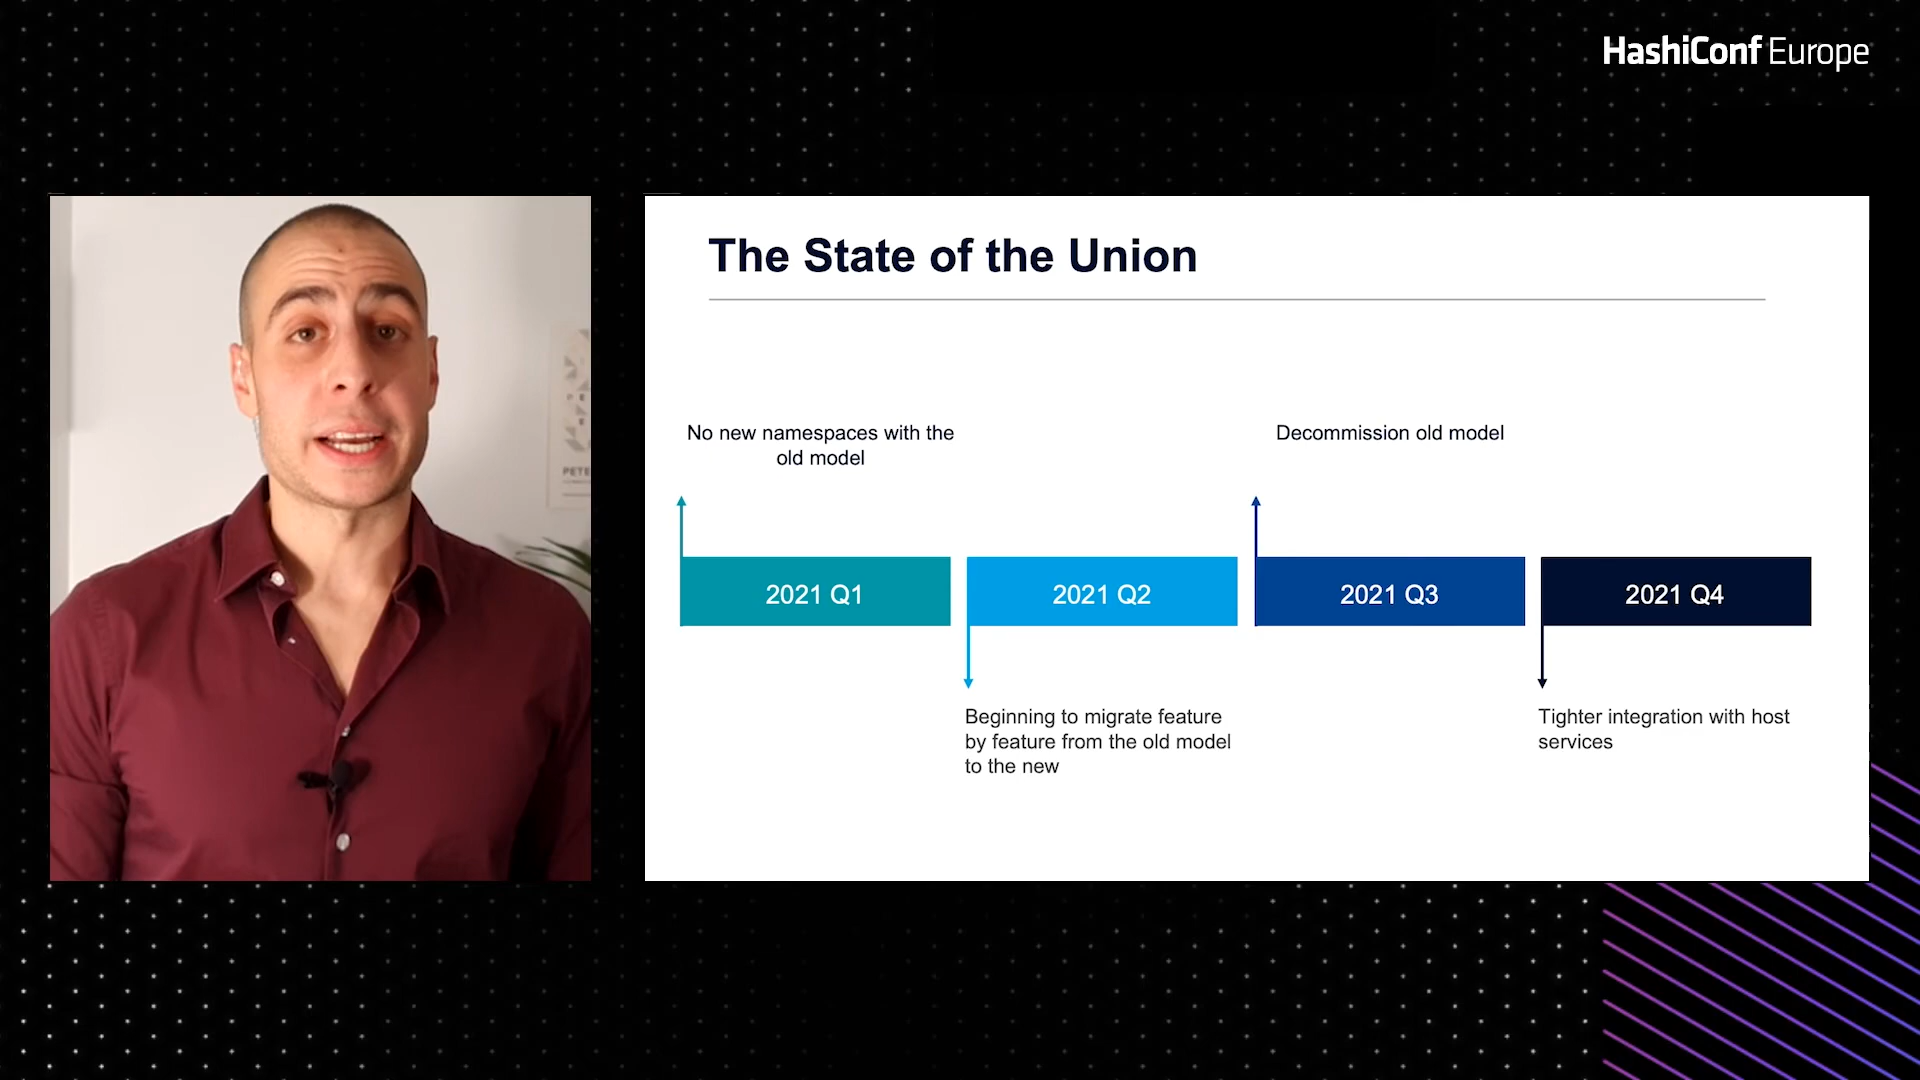 HashiConf Europe
The State of the Union
No new namespaces with the
old model
Decommission old model
2021 Q1
2021 Q2
2021 Q3
2021 Q4
Beginning to migrate feature
by feature from the old model
to the new
Tighter integration with host
services